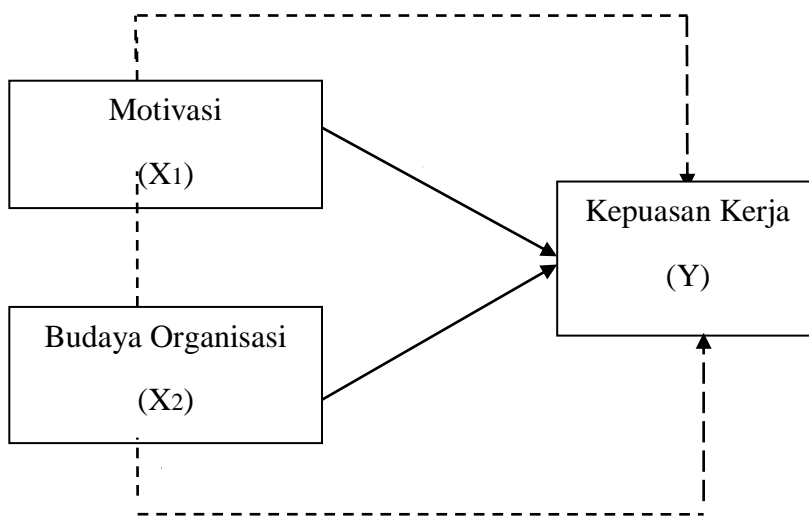 Motivasi
(X1)
Budaya Organisasi
(X2)
Kepuasan Kerja
(Y)